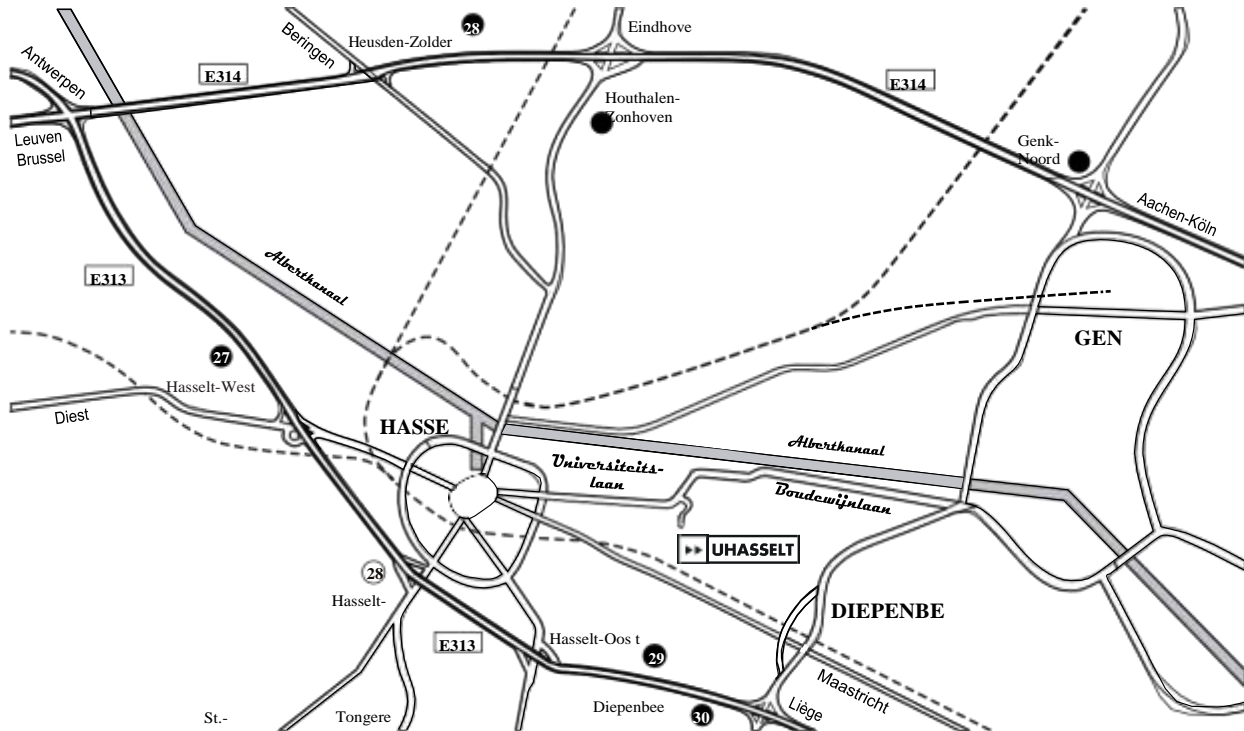 28
Heusden-Zolder
Eindhove
Beringen
Antwerpen
E314
E314
Houthalen-
Zonhoven
Leuven
Brussel
Genk-
Noord
Aachen-Köln
Alberthanaal
E313
27
Hasselt-West
Diest
GEN
HASSE
Universiteits-
laan
Alberthanaal
Boudewijnlaan
UHASSELT
28
Hasselt-
E313
Hasselt-Oos t
29
DIEPENBE
Maastricht
Liège
Diepenbee
30
St.-
Tongere